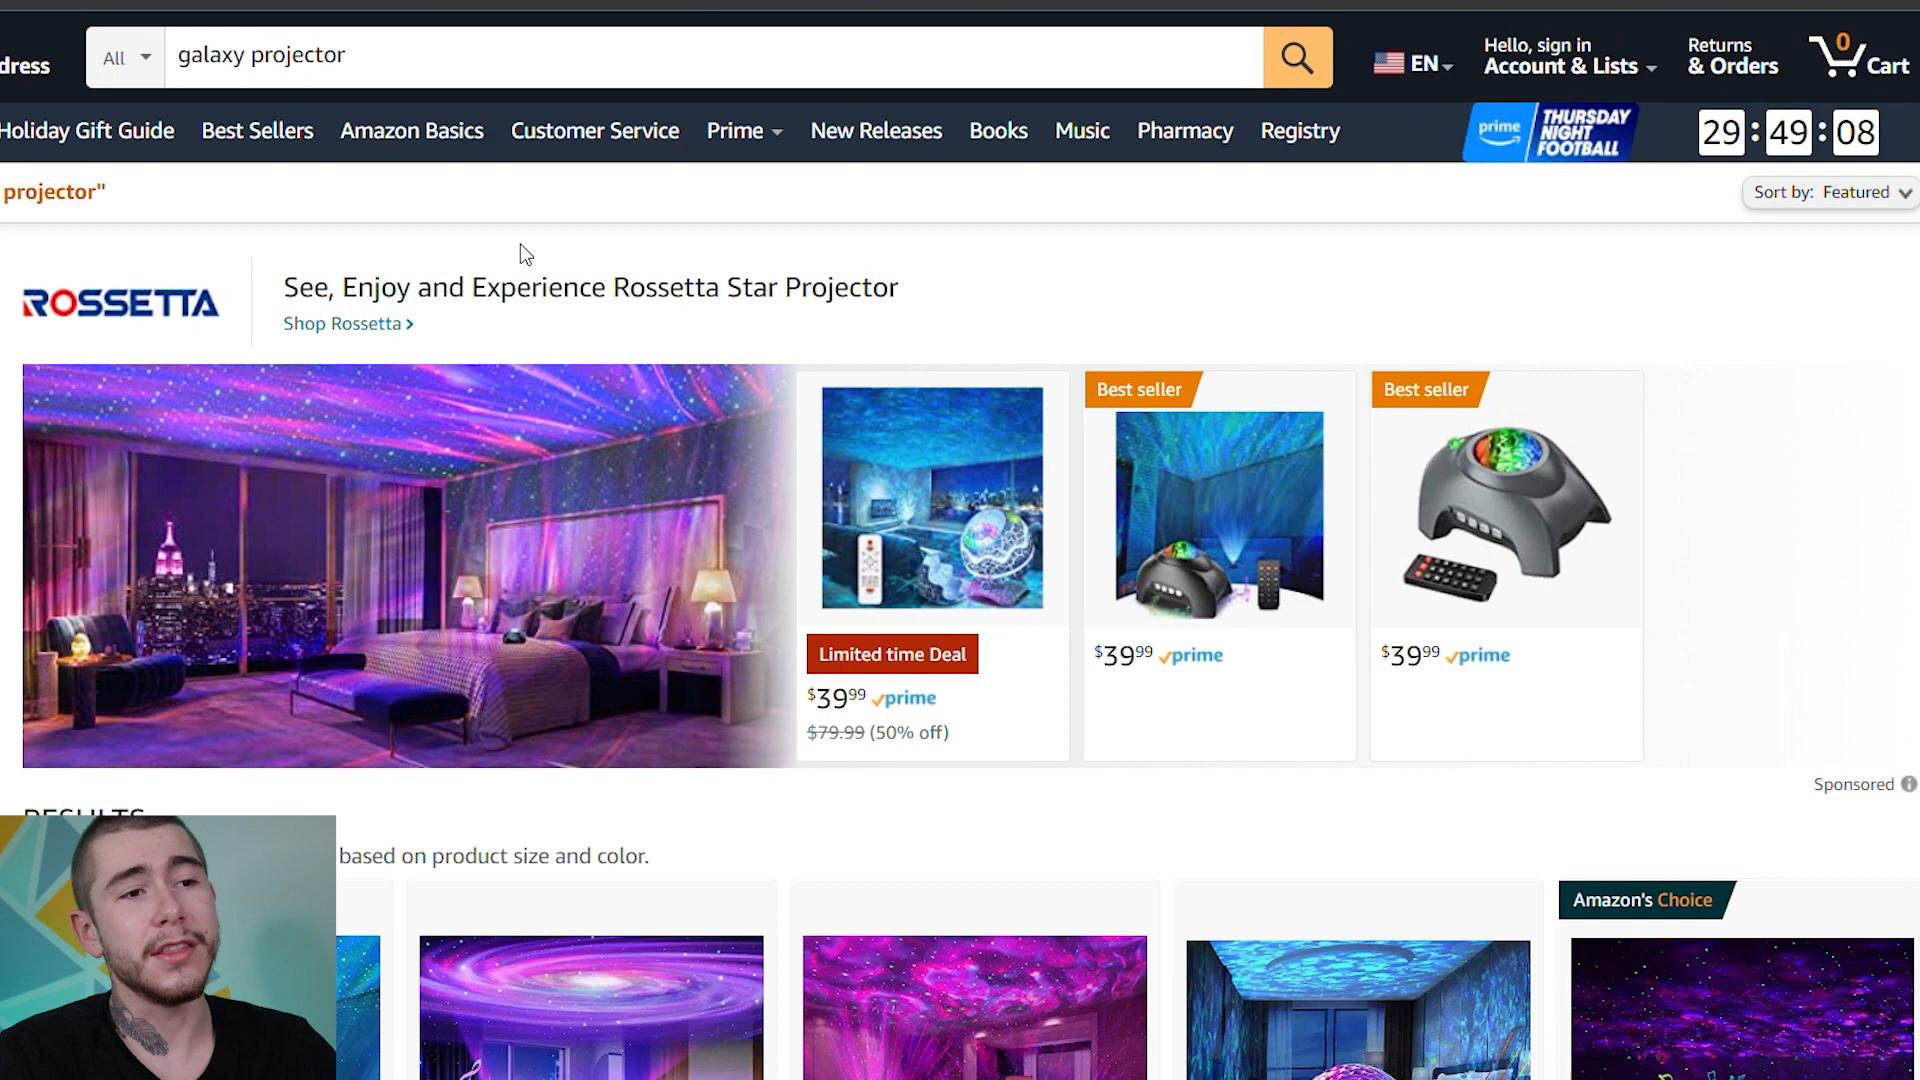 dress
All
galaxy projector
EN
Hello, sign in
Account & Lists
Returns
& Orders
0
Cart
Holiday Gift Guide
Best Sellers
Amazon Basics
Customer Service
Prime
New Releases
Books
Music
Pharmacy
Registry
prime
THURSDAY
NIGHT
FOOTBALL
29:49:08
projector"
Sort by: Featured
ROSSETTA
See, Enjoy and Experience Rossetta Star Projector
Shop Rossetta
Best seller
Best seller
Limited time Deal
$39.99 prime
$79.99 (50% off)
$39.99 prime
$39.99 prime
Sponsored
RESULTS
based on product size and color.
Amazon's Choice